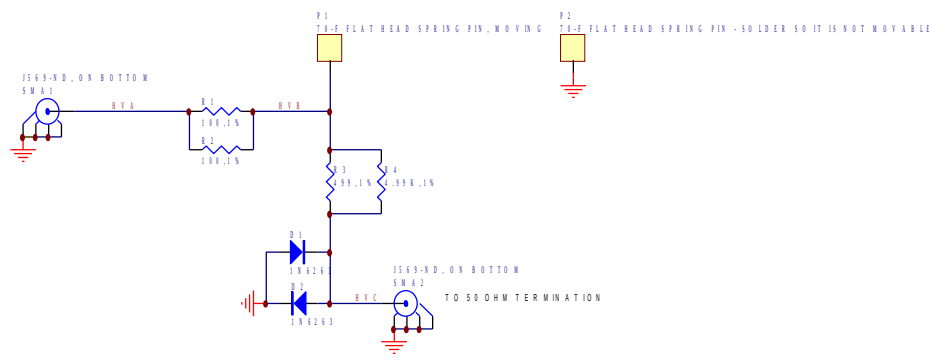 P1
70-F FLAT HEAD SPRING PIN, MOVING
P2
70-F FLAT HEAD SPRING PIN - SOLDER SO IT IS NOT MOVABLE
J569-ND, ON BOTTOM
SMA1
HVA
R1
100,1%
HVB
R2
100,1%
R3
499,1%
R4
4.99K,1%
D1
1N6263
D2
1N6263
HVC
J569-ND, ON BOTTOM
SMA2
TO 50 OHM TERMINATION